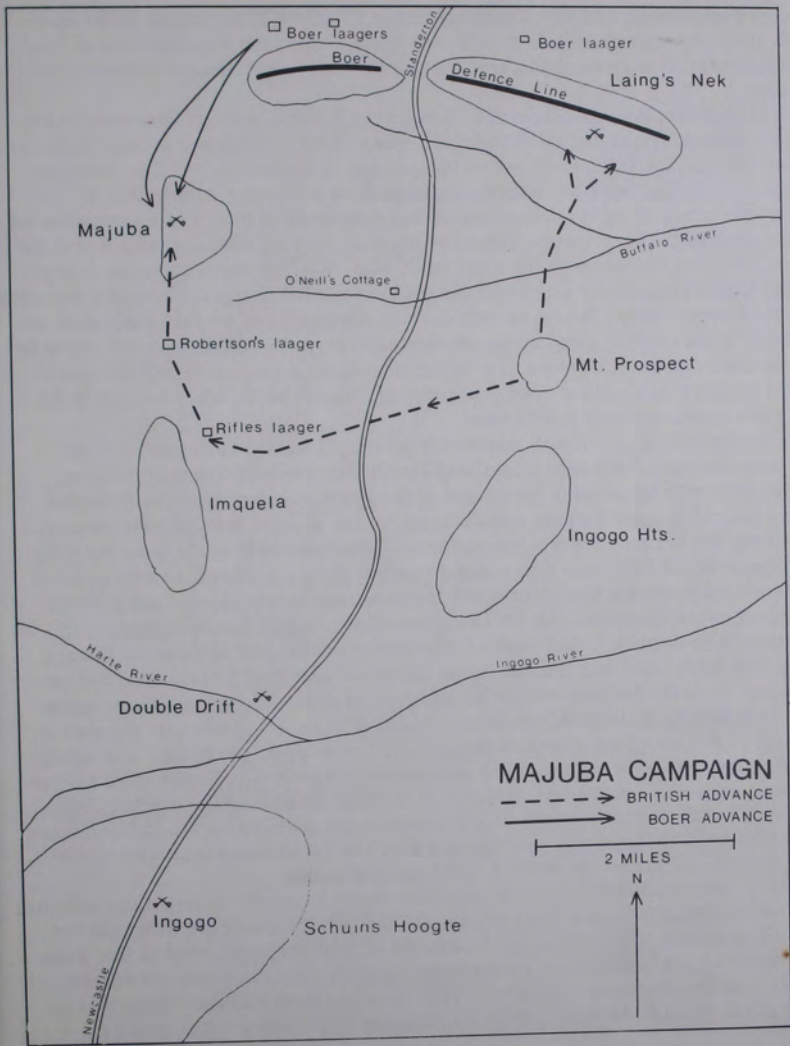 Boer laagers
Boer laager
Standerton
Boer
Defence Line
Laing's Nek
Majuba
Buffalo River
O'Neill's Cottage
Robertson's laager
Mt. Prospect
Rifles laager
Imquela
Ingogo Hts.
Harte River
Ingogo River
Double Drift
MAJUBA CAMPAIGN
BRITISH ADVANCE
BOER ADVANCE
2 MILES
N
Ingogo
Schuins Hoogte
Newcastle